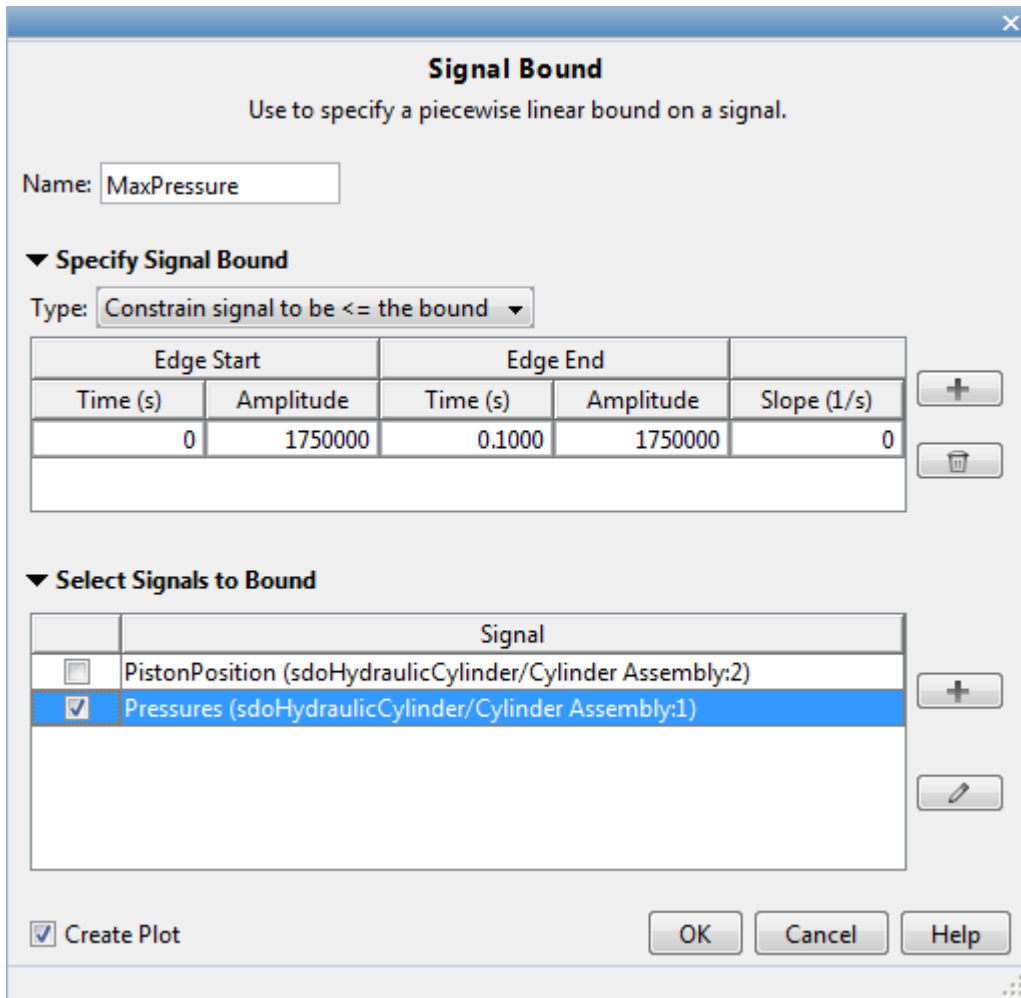 Signal Bound
Use to specify a piecewise linear bound on a signal.
Name: MaxPressure
Specify Signal Bound
Type: Constrain signal to be <= the bound
Edge Start Edge End
Time (s) Amplitude Time (s) Amplitude Slope (1/s)
0 1750000 0.1000 1750000 0
Select Signals to Bound
Signal
PistonPosition (sdoHydraulicCylinder/Cylinder Assembly:2)
Pressures (sdoHydraulicCylinder/Cylinder Assembly:1)
Create Plot OK Cancel Help